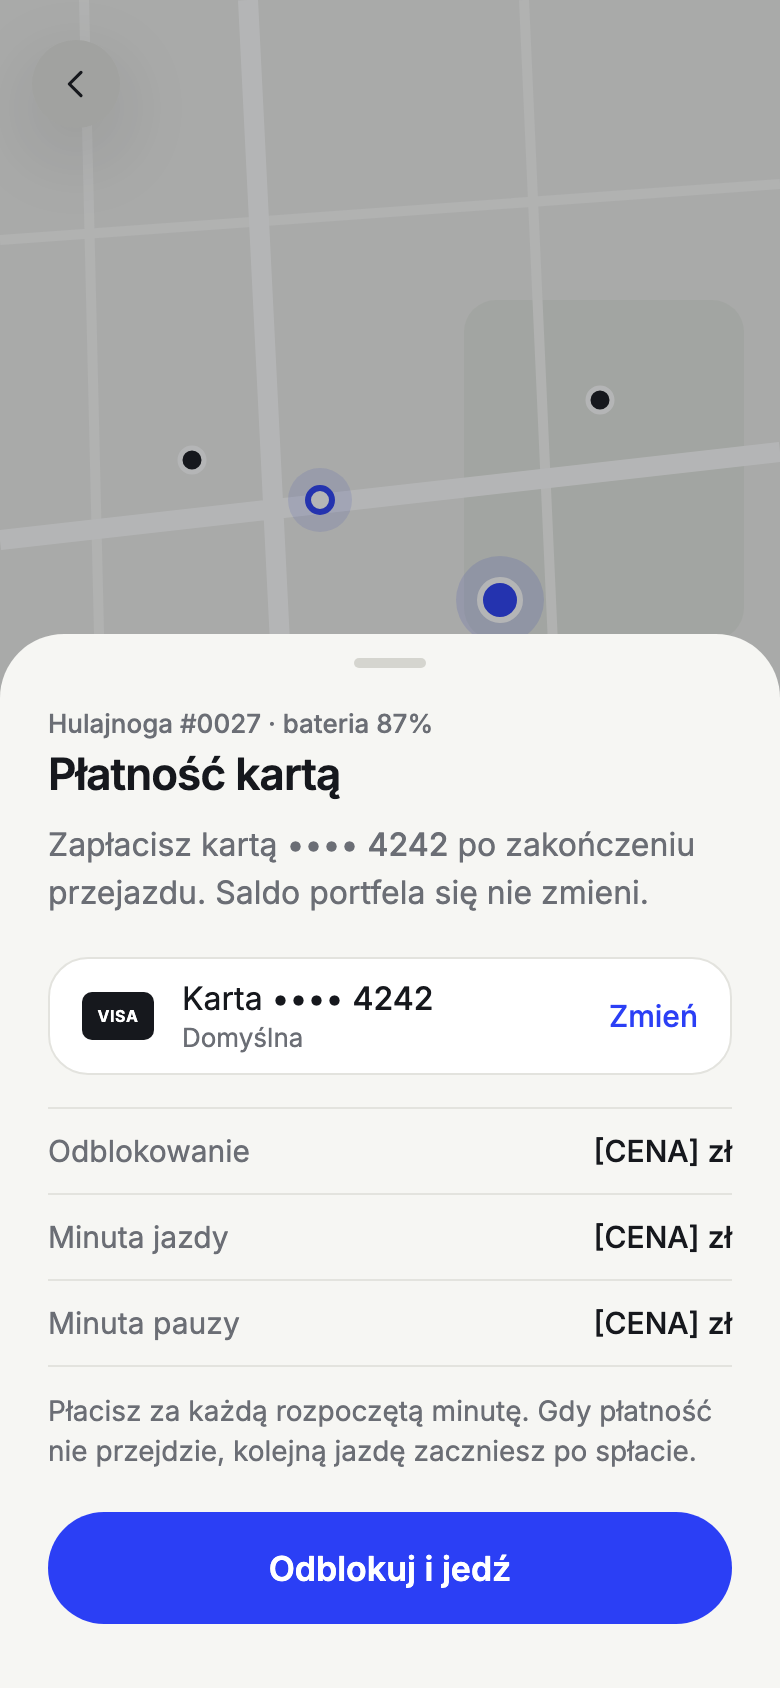 Hulajnoga #0027 · bateria 87%
Płatność kartą
Zapłacisz kartą •••• 4242 po zakończeniu
przejazdu. Saldo portfela się nie zmieni.
VISA
Karta •••• 4242
Domyślna
Zmień
Odblokowanie [CENA] zł
Minuta jazdy [CENA] zł
Minuta pauzy [CENA] zł
Płacisz za każdą rozpoczętą minutę. Gdy płatność
nie przejdzie, kolejną jazdę zaczniesz po spłacie.
Odblokuj i jedź